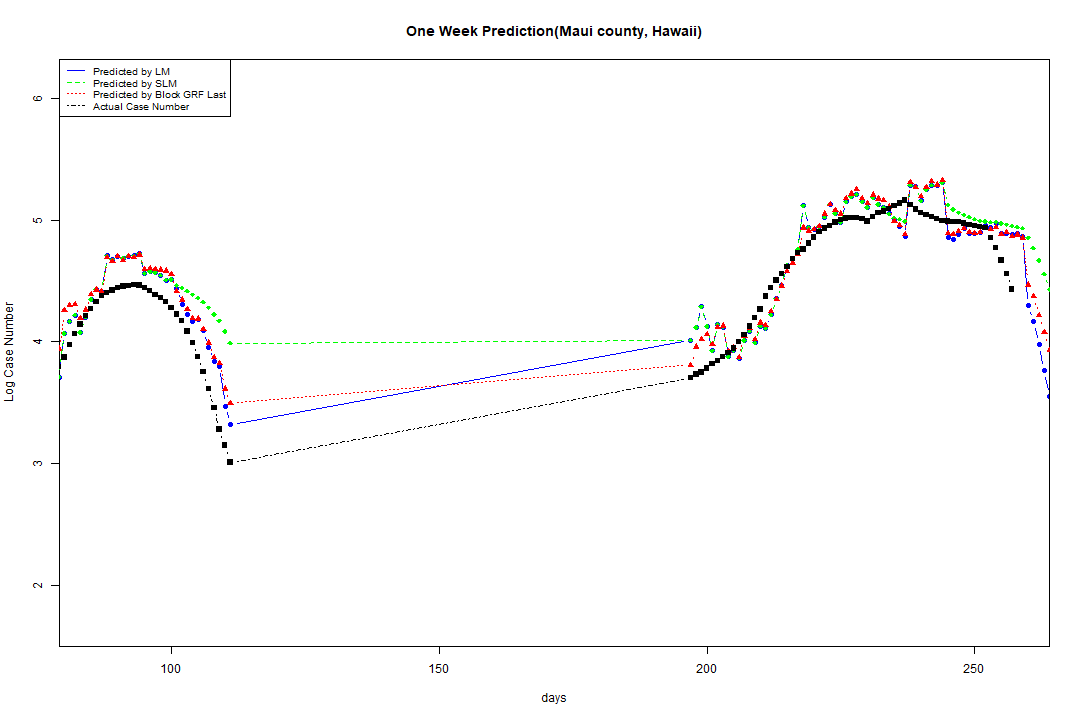 One Week Prediction(Maui county, Hawaii)
Predicted by LM
Predicted by SLM
Predicted by Block GRF Last
Actual Case Number
6
5
4
3
2
Log Case Number
100
150
200
250
days